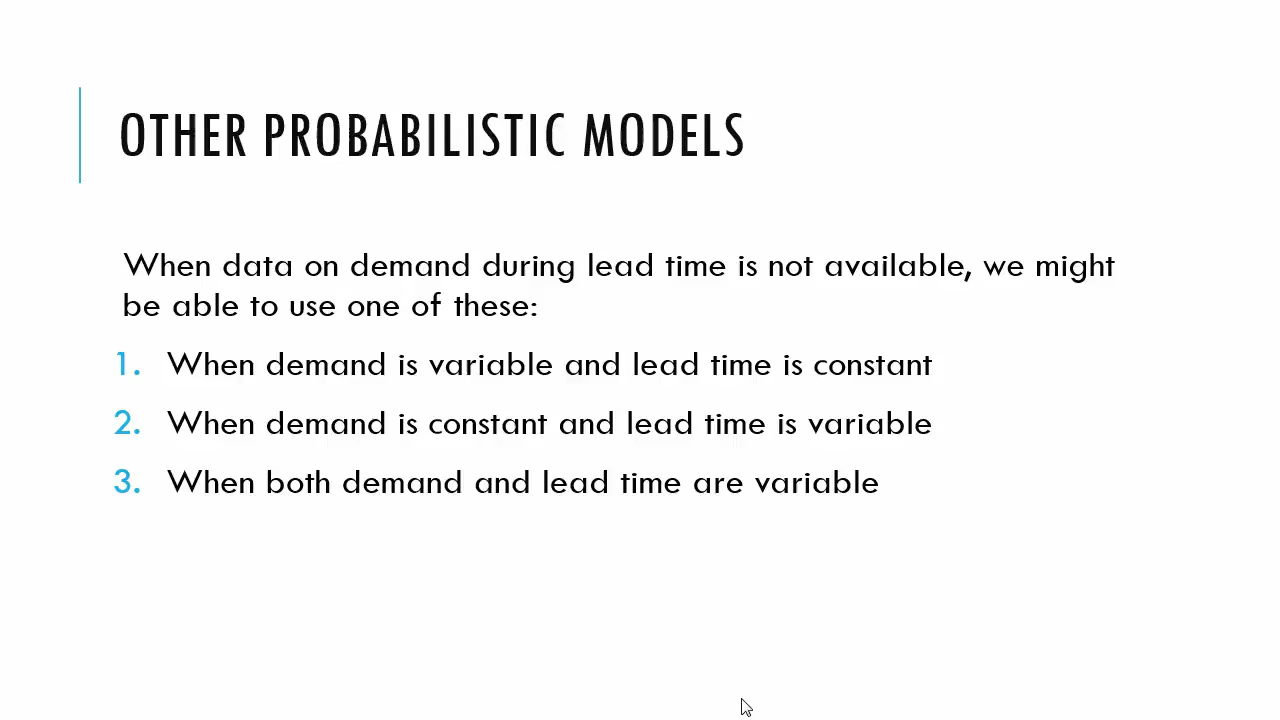 OTHER PROBABILISTIC MODELS
When data on demand during lead time is not available, we might
be able to use one of these:
1. When demand is variable and lead time is constant
2. When demand is constant and lead time is variable
3. When both demand and lead time are variable